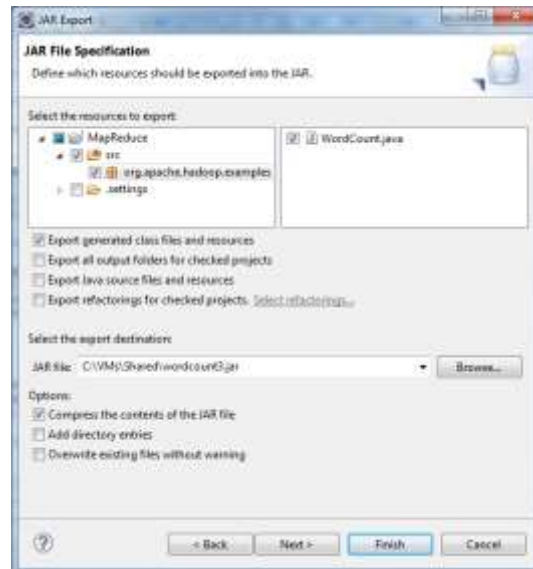 JAR Export
JAR File Specification
Define which resources should be exported into the JAR.
Select the resources to export:
MapReduce
src
org.apache.hadoop.examples
.settings
WordCount.java
Export generated class files and resources
Export all output folders for checked projects
Export Java source files and resources
Export refactorings for checked projects. Select refactorings...
Select the export destination:
JAR file: C:\VMs\Shared\wordcount3.jar Browse...
Options:
Compress the contents of the JAR file
Add directory entries
Overwrite existing files without warning
? < Back Next > Finish Cancel